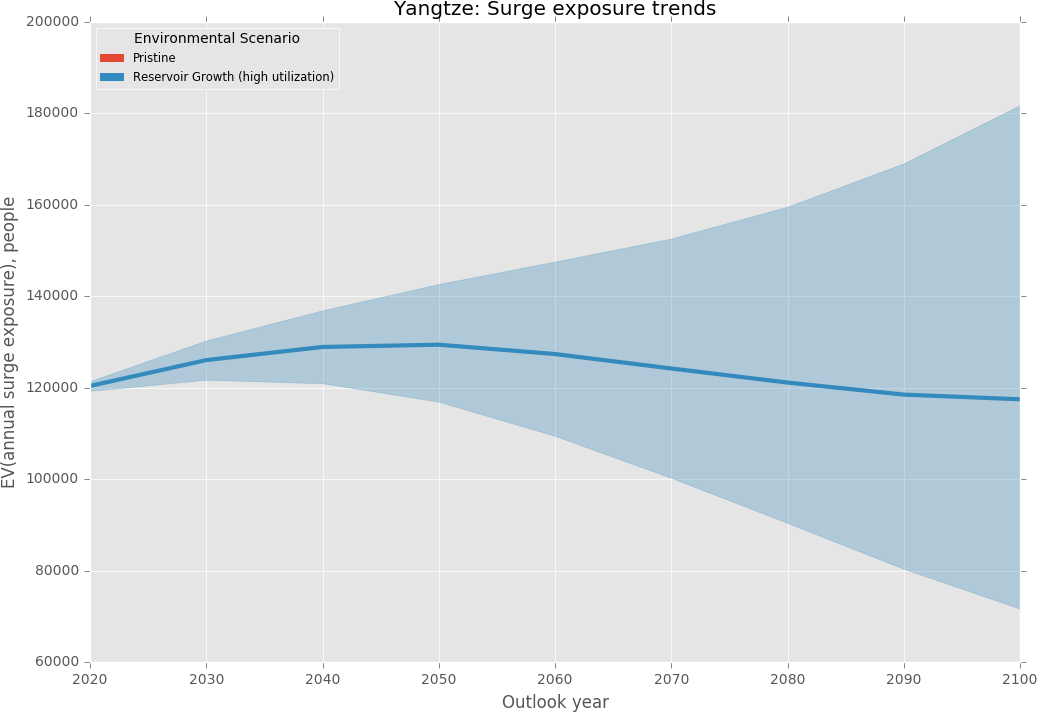 Yangtze: Surge exposure trends
Environmental Scenario
Pristine
Reservoir Growth (high utilization)
EV(annual surge exposure), people
200000
180000
160000
140000
120000
100000
80000
60000
2020 2030 2040 2050 2060 2070 2080 2090 2100
Outlook year